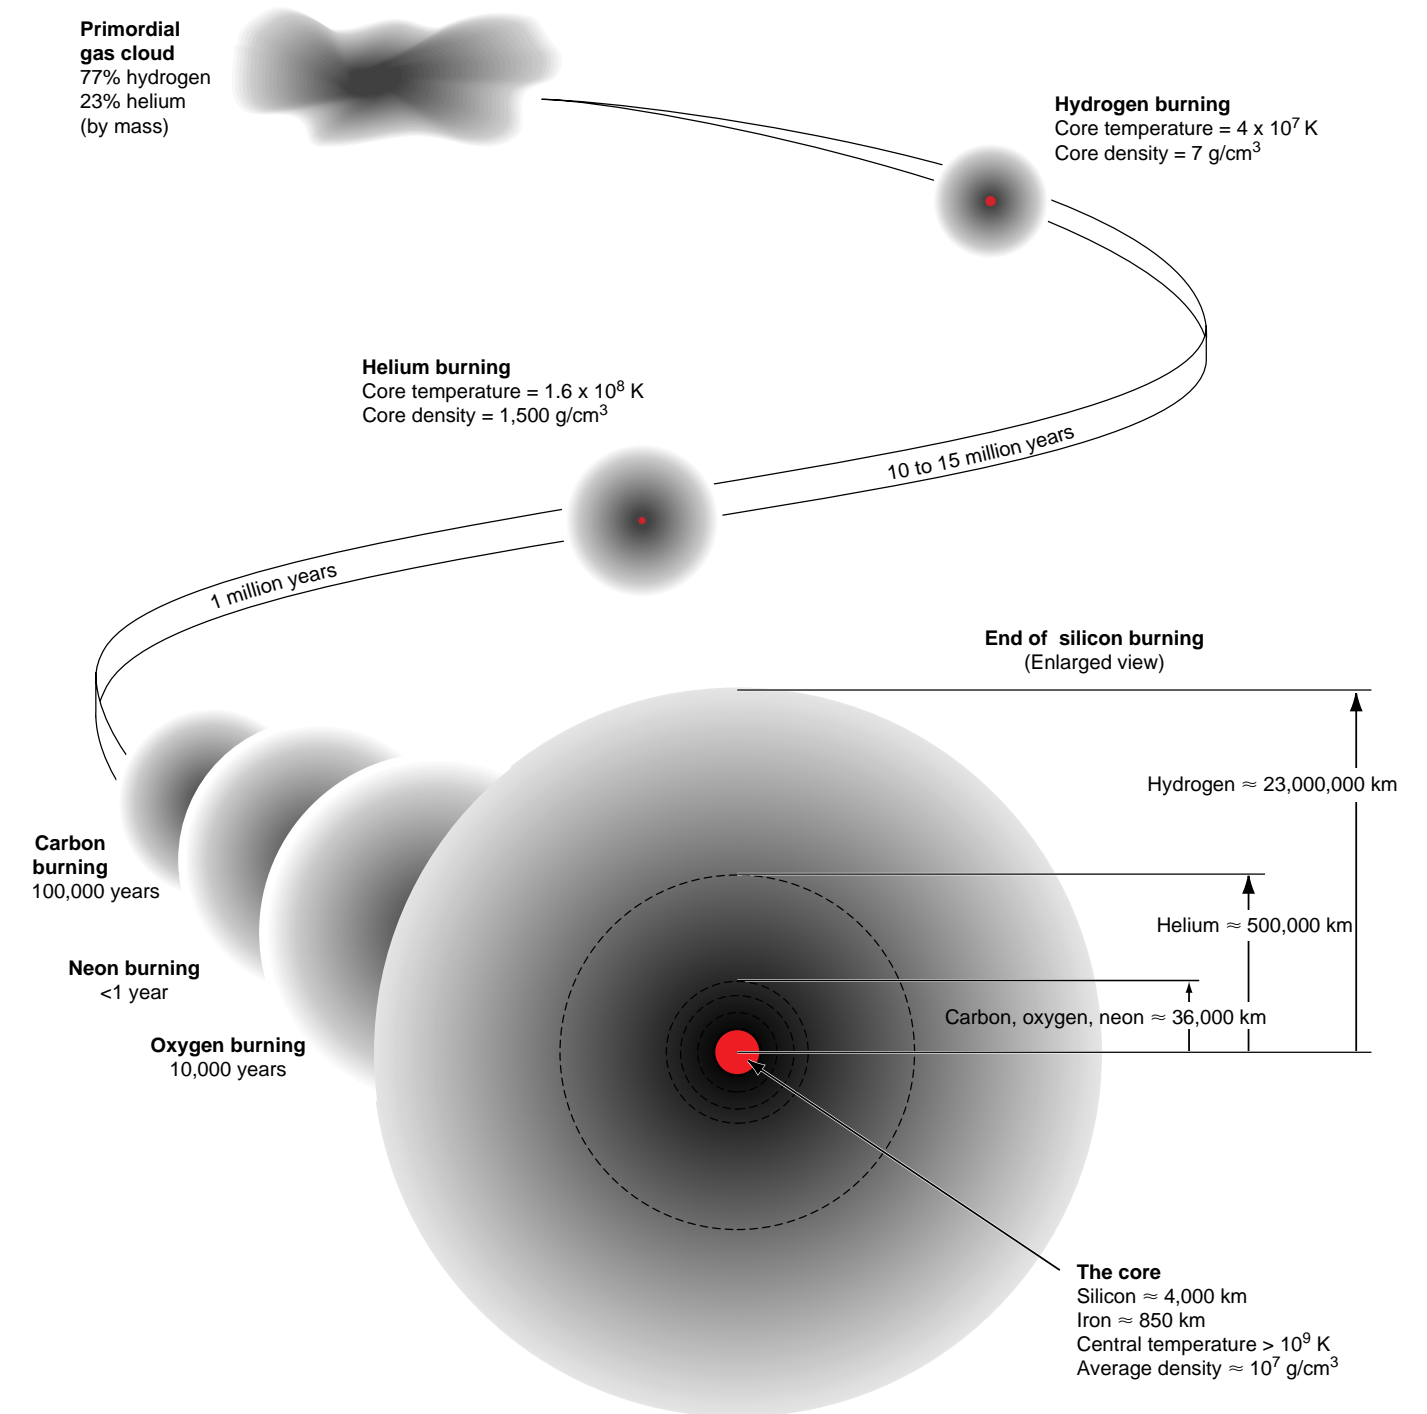 Primordial
gas cloud
77% hydrogen
23% helium
(by mass)
Hydrogen burning
Core temperature = 4 x 10⁷ K
Core density = 7 g/cm³
Helium burning
Core temperature = 1.6 x 10⁸ K
Core density = 1,500 g/cm³
10 to 15 million years
1 million years
End of silicon burning
(Enlarged view)
Hydrogen ≈ 23,000,000 km
Carbon
burning
100,000 years
Helium ≈ 500,000 km
Neon burning
<1 year
Carbon, oxygen, neon ≈ 36,000 km
Oxygen burning
10,000 years
The core
Silicon ≈ 4,000 km
Iron ≈ 850 km
Central temperature > 10⁹ K
Average density ≈ 10⁷ g/cm³